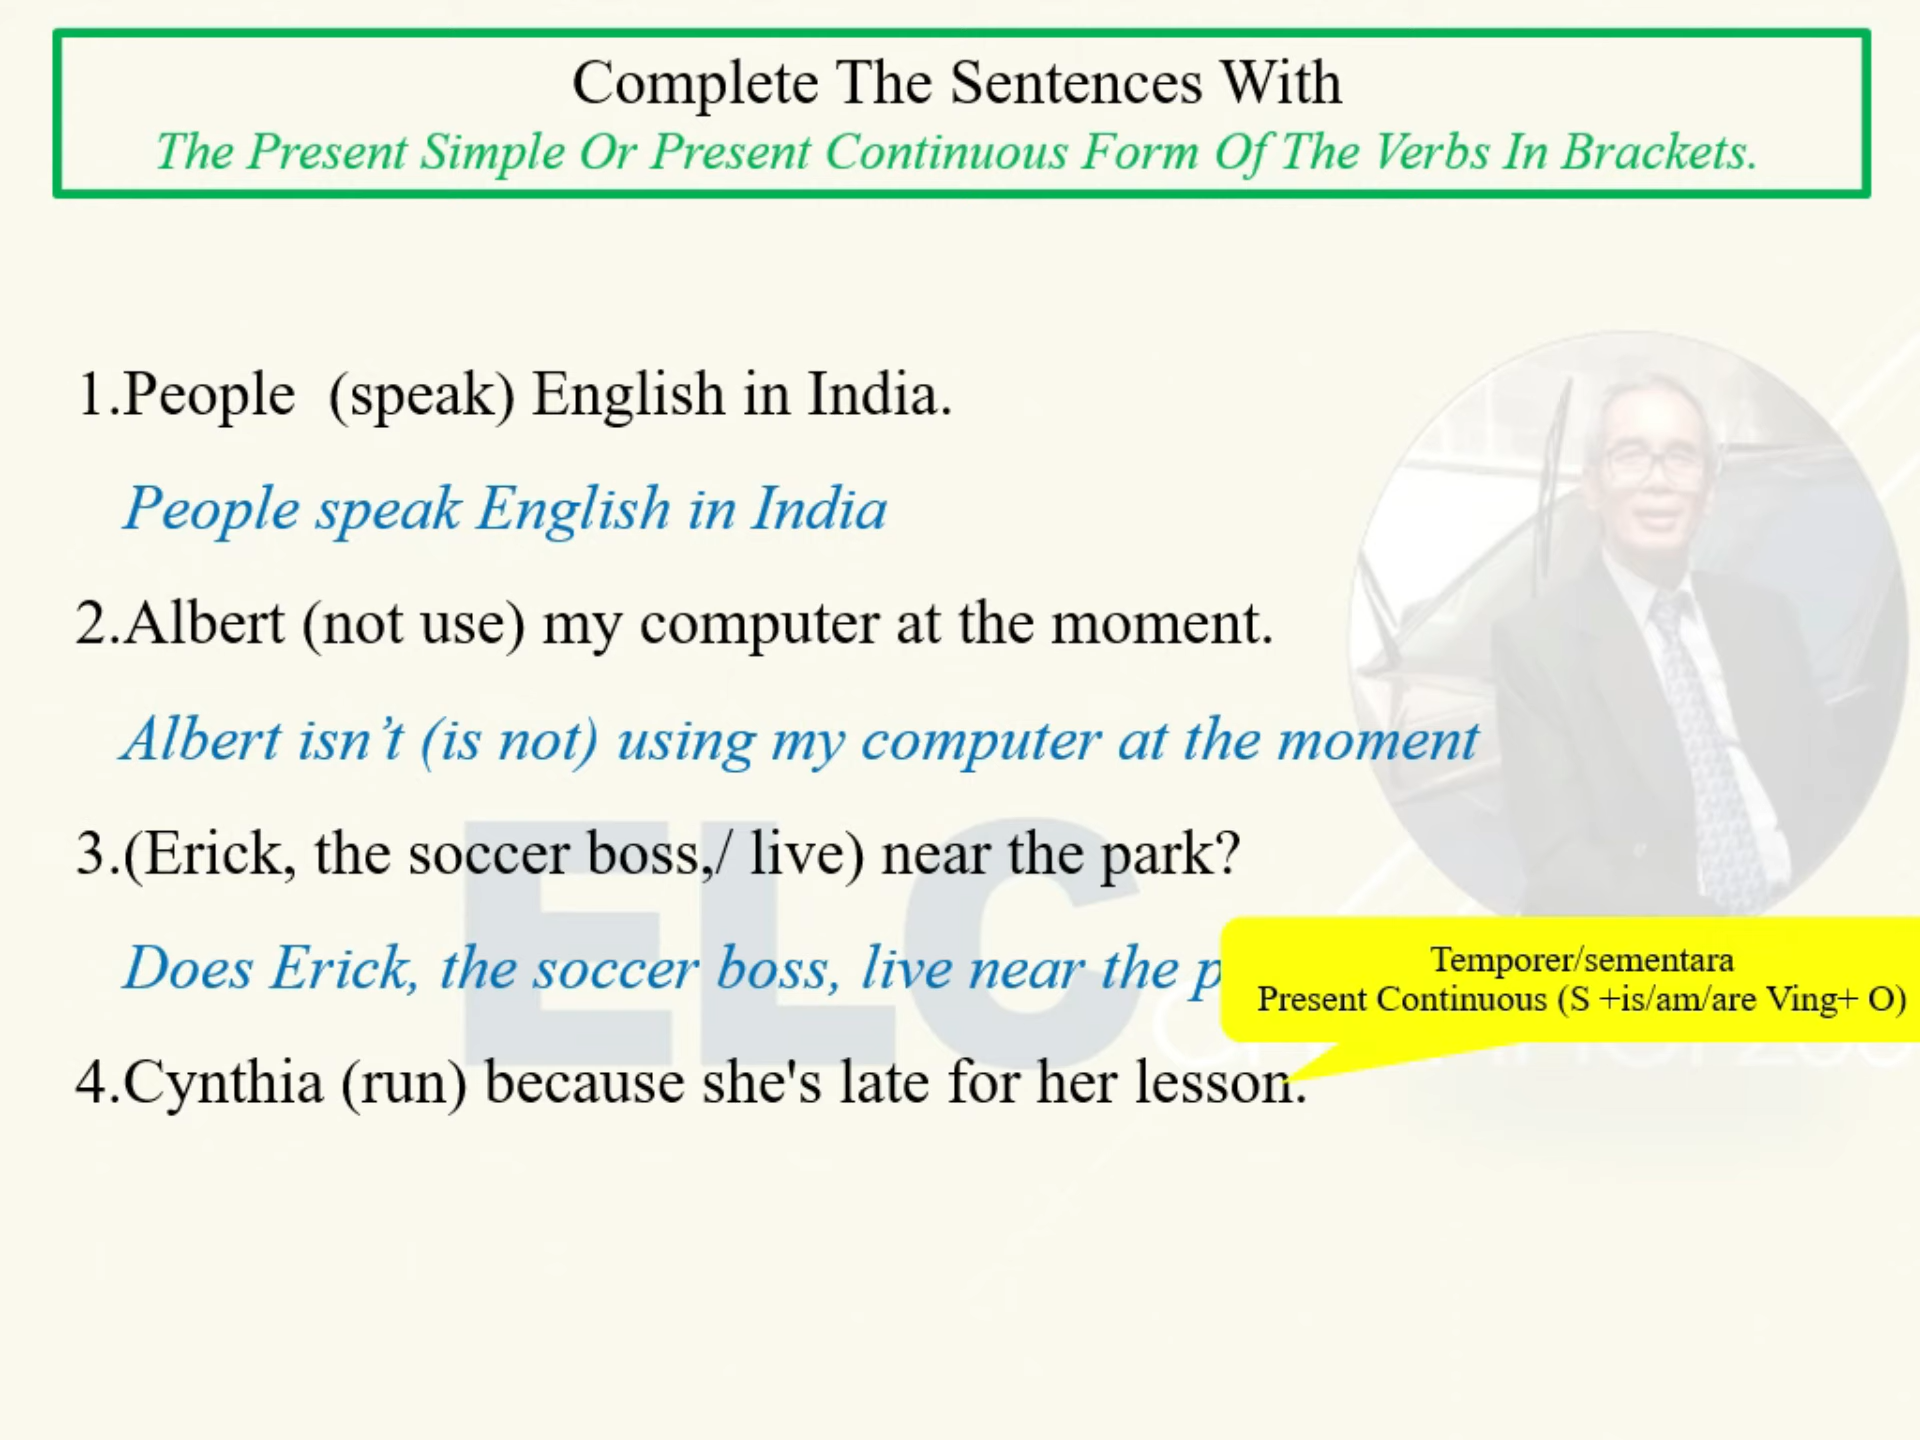 Complete The Sentences With
The Present Simple Or Present Continuous Form Of The Verbs In Brackets.
1.People  (speak) English in India.
People speak English in India
2.Albert (not use) my computer at the moment.
Albert isn’t (is not) using my computer at the moment
3.(Erick, the soccer boss,/ live) near the park?
Does Erick, the soccer boss, live near the p
Temporer/sementara
Present Continuous (S +is/am/are Ving+ O)
4.Cynthia (run) because she's late for her lesson.
ELC